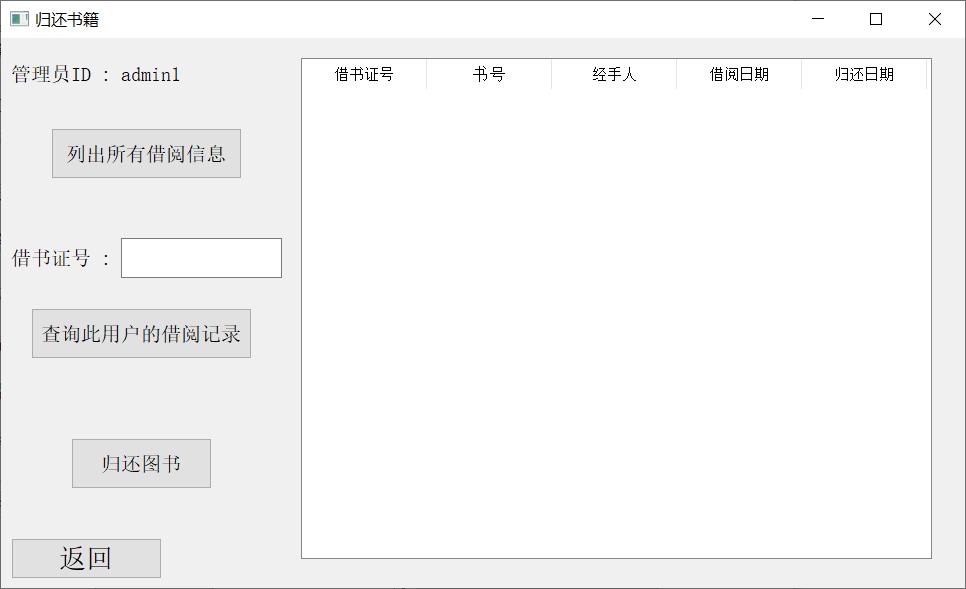 归还书籍
管理员ID : admin1
列出所有借阅信息
借书证号 :
查询此用户的借阅记录
归还图书
返回
借书证号 书号 经手人 借阅日期 归还日期